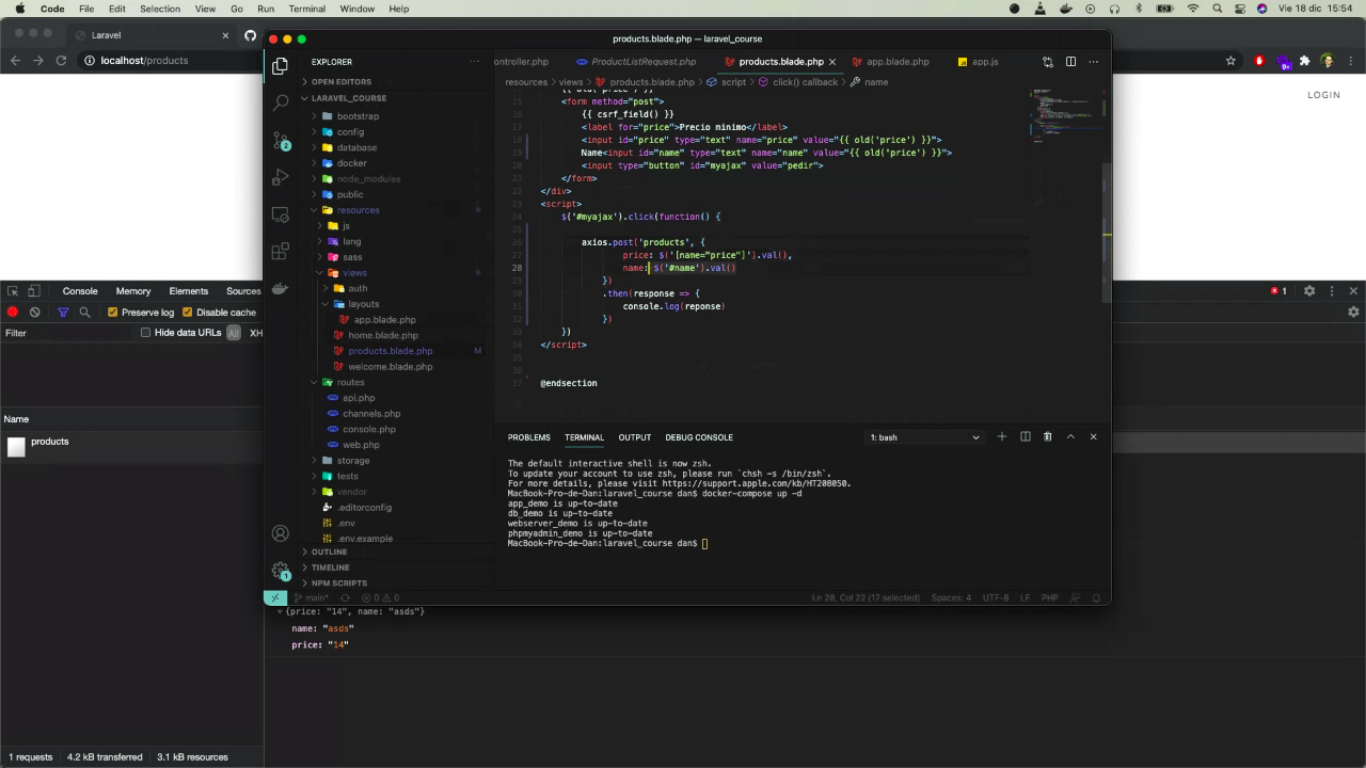 Code File Edit Selection View Go Run Terminal Window Help
Vie 18 dic 15:54
Laravel
localhost/products
LOGIN
products.blade.php — laravel_course
EXPLORER
OPEN EDITORS
LARAVEL_COURSE
bootstrap
config
database
docker
node_modules
public
resources
js
lang
sass
views
auth
layouts
app.blade.php
home.blade.php
products.blade.php M
welcome.blade.php
routes
api.php
channels.php
console.php
web.php
storage
tests
vendor
.editorconfig
.env
.env.example
OUTLINE
TIMELINE
NPM SCRIPTS
2
1
ontroller.php ProductListRequest.php products.blade.php app.blade.php app.js
resources > views > products.blade.php > script > click() callback > name
{{ old('price') }}
15 <form method="post">
16 {{ csrf_field() }}
17 <label for="price">Precio minimo</label>
18 <input id="price" type="text" name="price" value="{{ old('price') }}">
19 Name<input id="name" type="text" name="name" value="{{ old('price') }}">
20 <input type="button" id="myajax" value="pedir">
21 </form>
22 </div>
23 <script>
24 $('#myajax').click(function() {
25
26 axios.post('products', {
27 price: $('[name="price"]').val(),
28 name: $('#name').val()
29 })
30 .then(response => {
31 console.log(reponse)
32 })
33 })
34 </script>
35
36
37 @endsection
PROBLEMS TERMINAL OUTPUT DEBUG CONSOLE 1: bash
The default interactive shell is now zsh.
To update your account to use zsh, please run `chsh -s /bin/zsh`.
For more details, please visit https://support.apple.com/kb/HT208050.
MacBook-Pro-de-Dan:laravel_course dan$ docker-compose up -d
app_demo is up-to-date
db_demo is up-to-date
webserver_demo is up-to-date
phpmyadmin_demo is up-to-date
MacBook-Pro-de-Dan:laravel_course dan$
main* 0 0 Ln 28, Col 22 (17 selected) Spaces: 4 UTF-8 LF PHP
Console Memory Elements Sources
1
Preserve log Disable cache
Filter Hide data URLs All XH
Name
products
{price: "14", name: "asds"}
name: "asds"
price: "14"
1 requests 4.2 kB transferred 3.1 kB resources